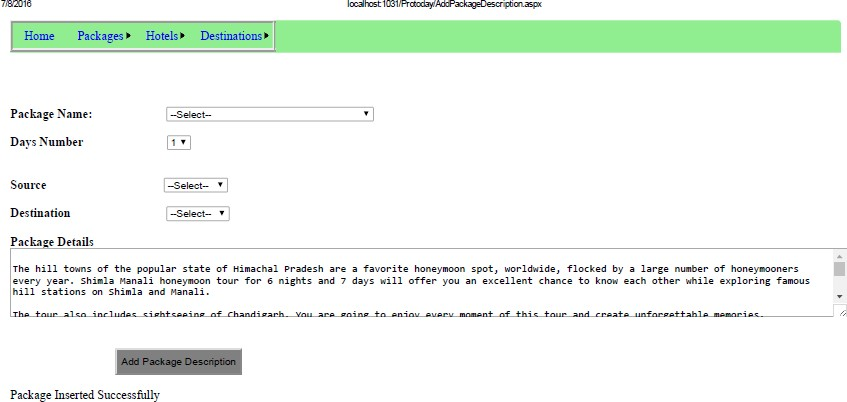 7/8/2016 localhost:1031/Protoday/AddPackageDescription.aspx
Home Packages Hotels Destinations
Package Name: --Select--
Days Number 1
Source --Select--
Destination --Select--
Package Details
The hill towns of the popular state of Himachal Pradesh are a favorite honeymoon spot, worldwide, flocked by a large number of honeymooners
every year. Shimla Manali honeymoon tour for 6 nights and 7 days will offer you an excellent chance to know each other while exploring famous
hill stations on Shimla and Manali.
The tour also includes sightseeing of Chandigarh. You are going to enjoy every moment of this tour and create unforgettable memories.
Add Package Description
Package Inserted Successfully